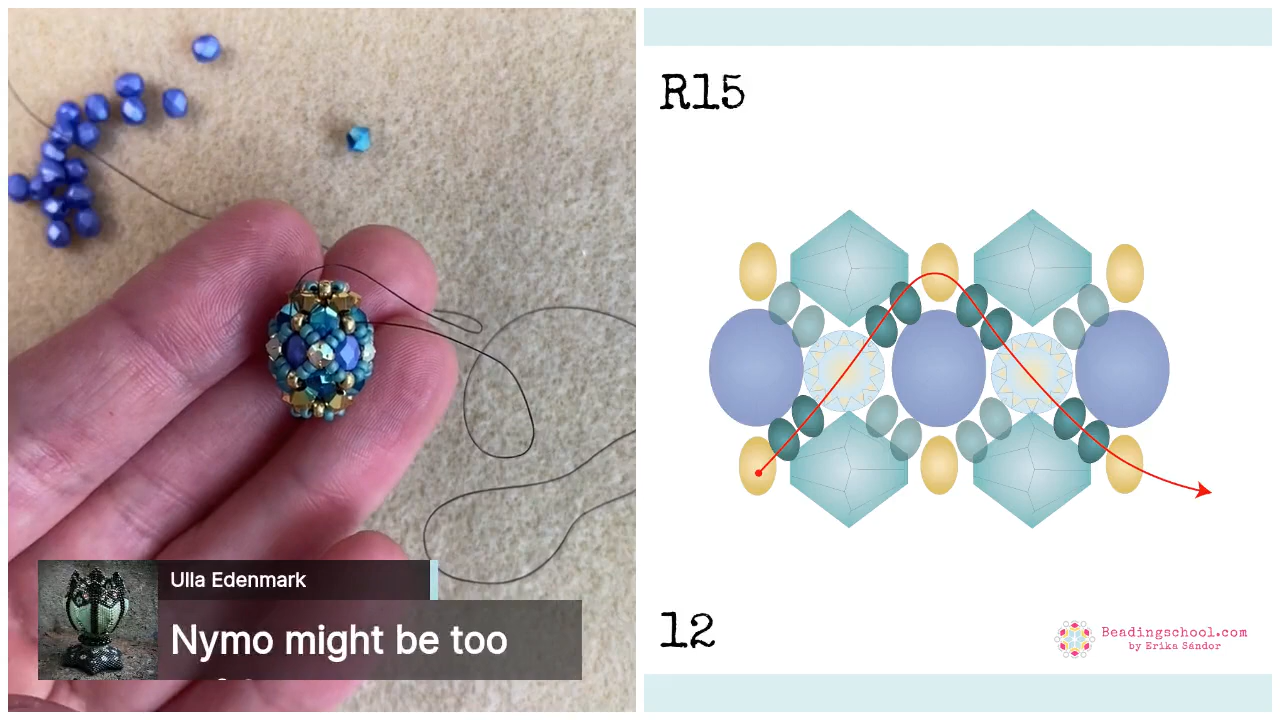 R15
Ulla Edenmark
Nymo might be too
12
Beadingschool.com
by Erika Sándor